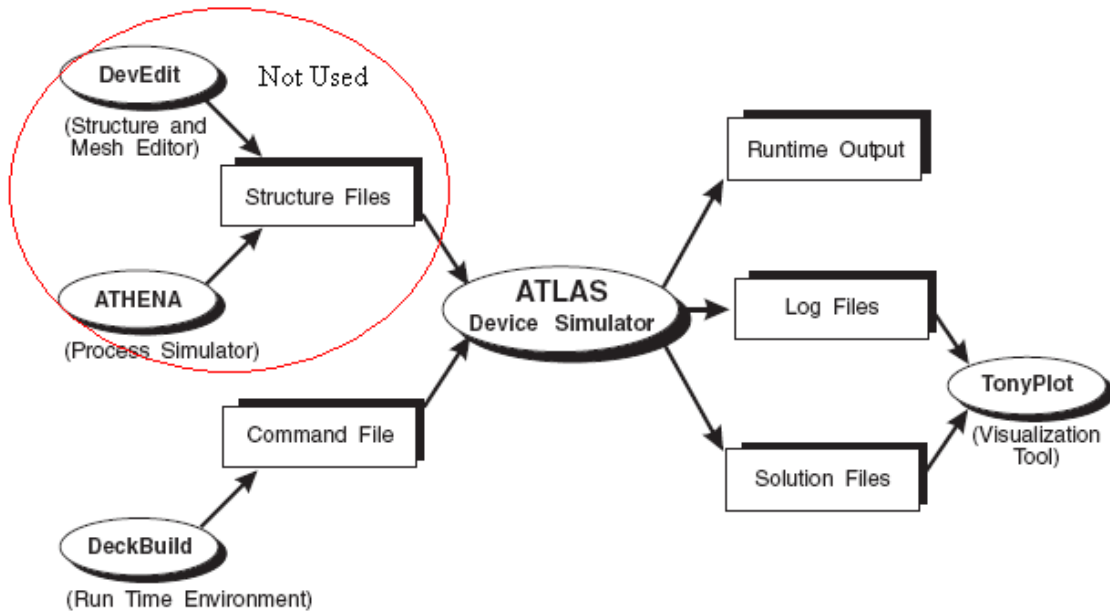 DevEdit
Not Used
(Structure and
Mesh Editor)
Structure Files
ATHENA
(Process Simulator)
Command File
DeckBuild
(Run Time Environment)
ATLAS
Device Simulator
Runtime Output
Log Files
Solution Files
TonyPlot
(Visualization
Tool)